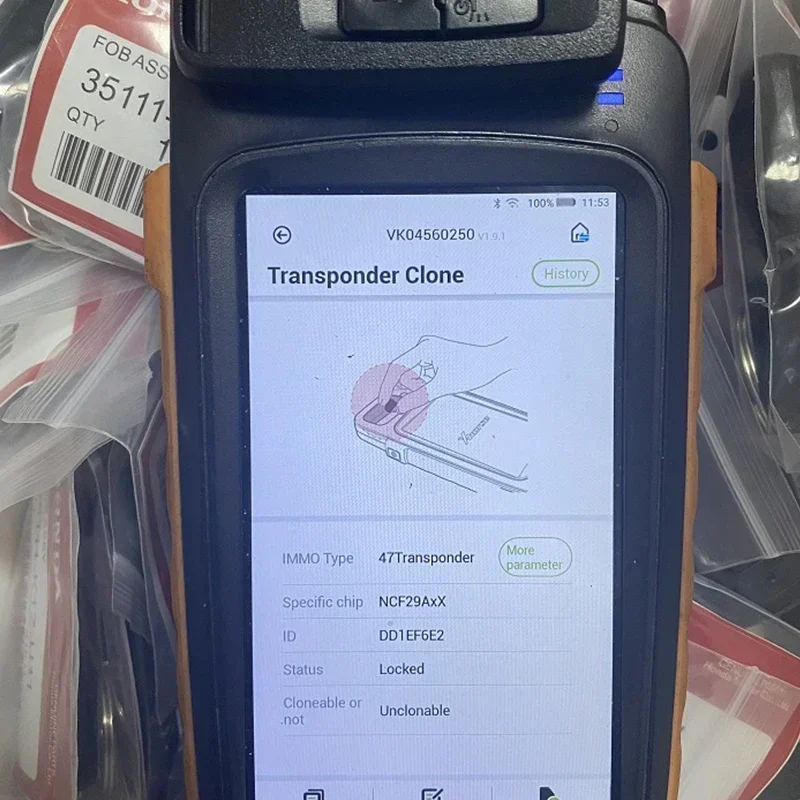 FOB ASS
35111-
QTY
1
100% 11:53
VK04560250 V1.9.1
Transponder Clone
History
IMMO Type 47Transponder
More
parameter
Specific chip NCF29AxX
ID DD1EF6E2
Status Locked
Cloneable or
.not
Unclonable